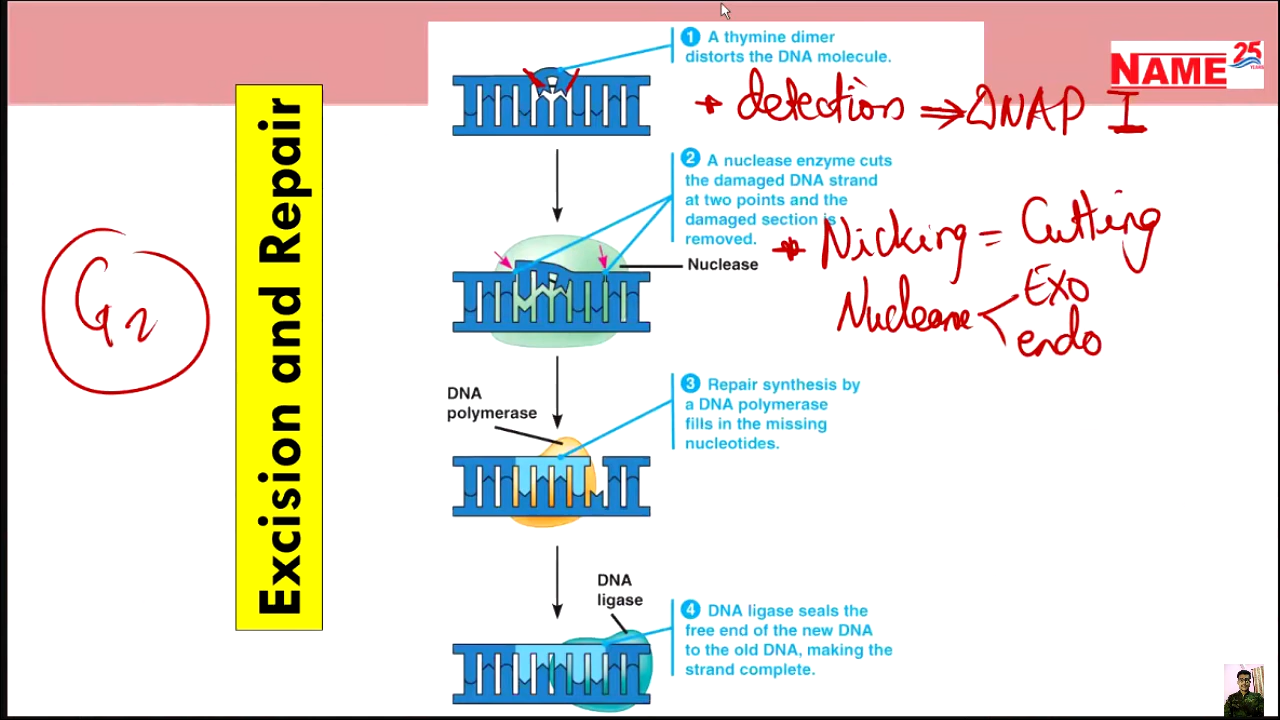 Excision and Repair
G2
1 A thymine dimer
distorts the DNA molecule.
NAME 25
YEARS
* detection ⇒ DNAP I
2 A nuclease enzyme cuts
the damaged DNA strand
at two points and the
damaged section is
removed.
Nuclease
* Nicking = Cutting
Nuclease < Exo
endo
DNA
polymerase
3 Repair synthesis by
a DNA polymerase
fills in the missing
nucleotides.
DNA
ligase
4 DNA ligase seals the
free end of the new DNA
to the old DNA, making the
strand complete.